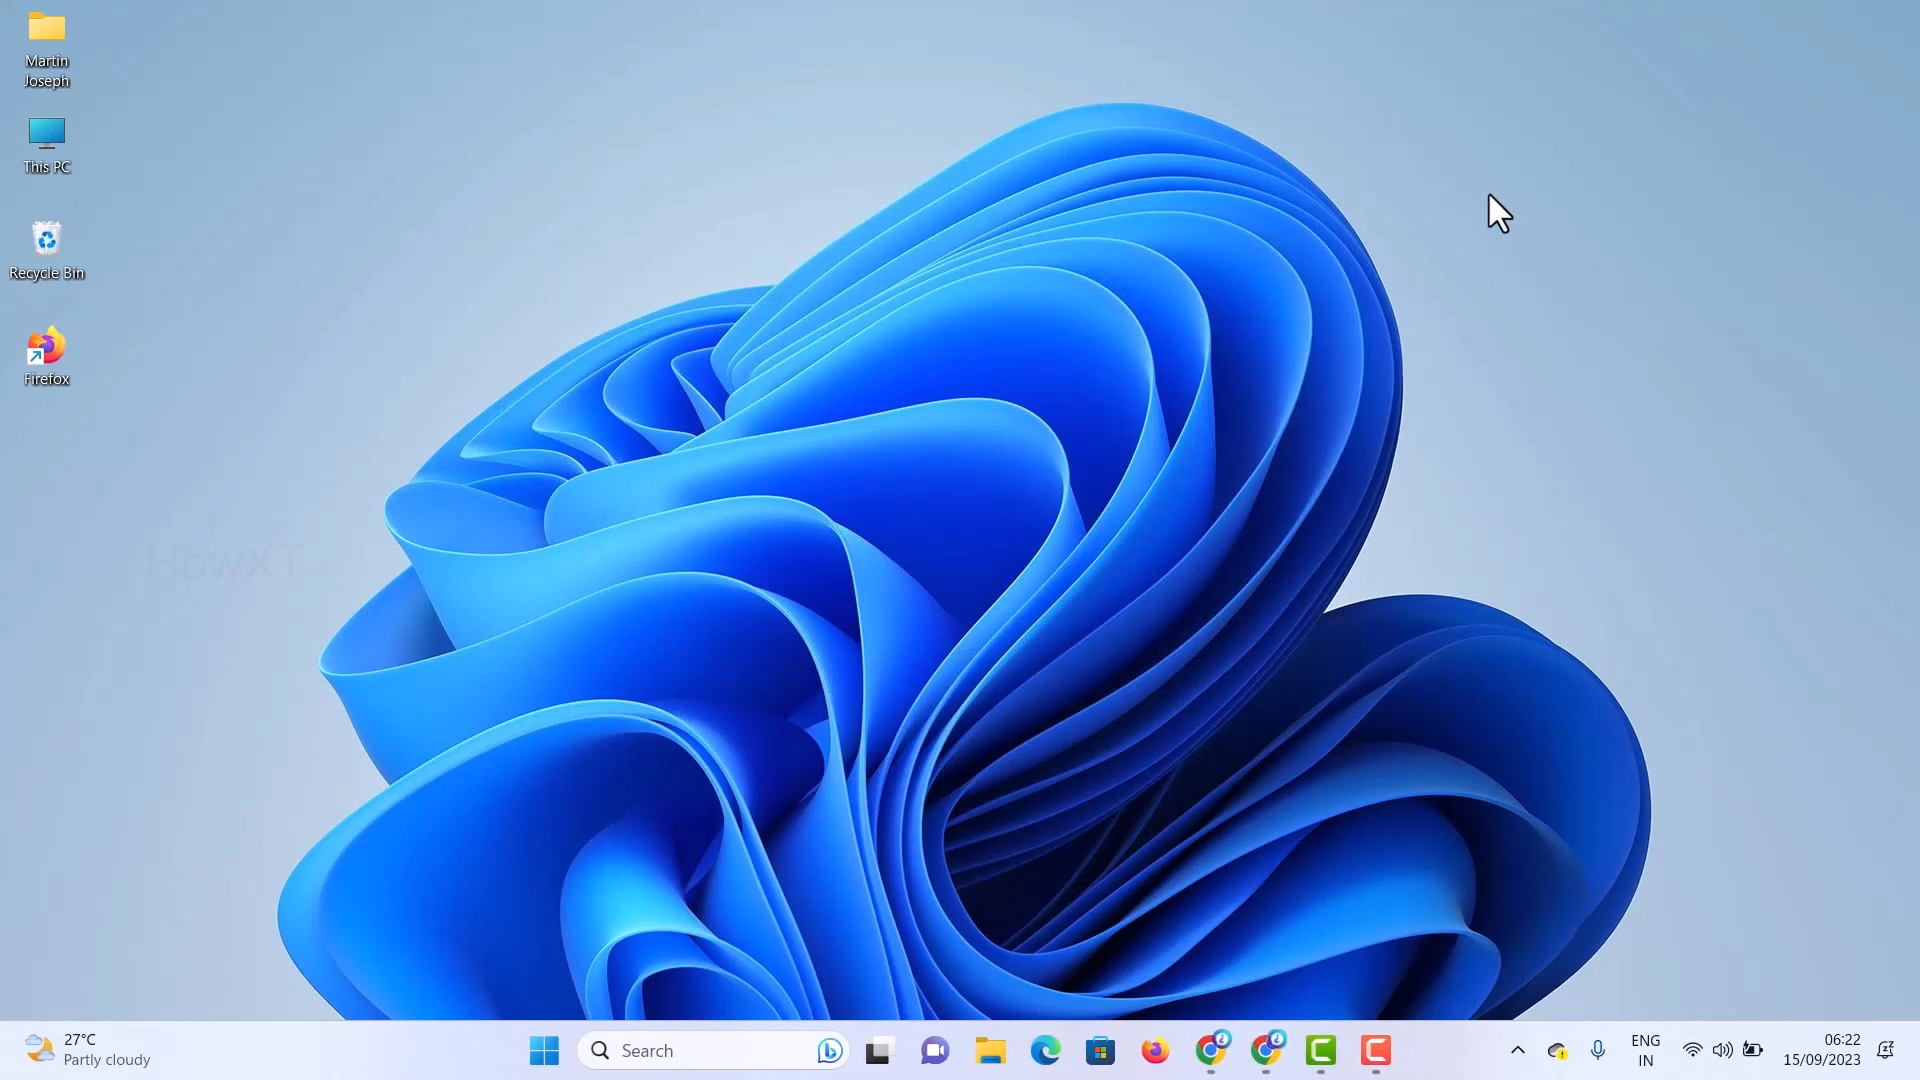 Martin
Joseph
This PC
Recycle Bin
Firefox
HowXT
27°C
Partly cloudy
Search
ENG
IN
06:22
15/09/2023